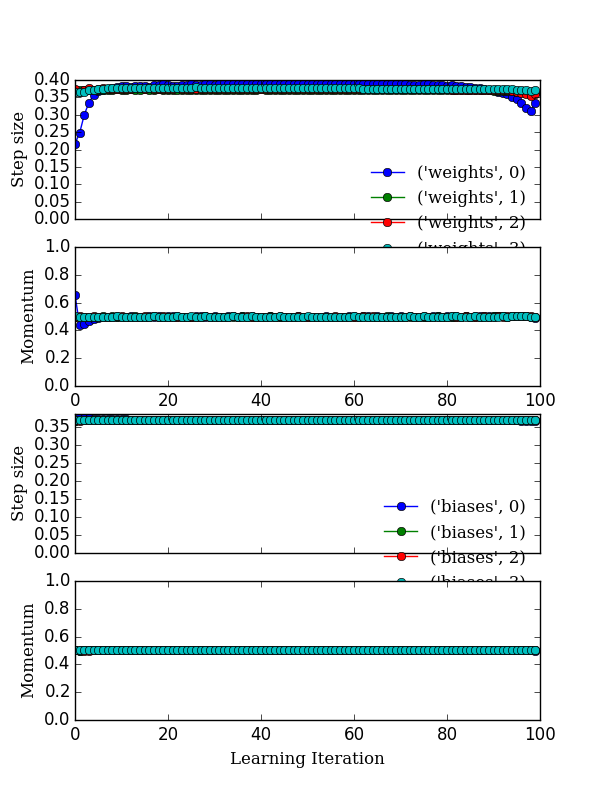 0.40
0.35
0.30
0.25
0.20
0.15
0.10
0.05
0.00
Step size
('weights', 0)
('weights', 1)
('weights', 2)
('weights', 3)
1.0
0.8
0.6
0.4
0.2
0.0
Momentum
0 20 40 60 80 100
0.35
0.30
0.25
0.20
0.15
0.10
0.05
0.00
Step size
('biases', 0)
('biases', 1)
('biases', 2)
('biases', 3)
1.0
0.8
0.6
0.4
0.2
0.0
Momentum
0 20 40 60 80 100
Learning Iteration